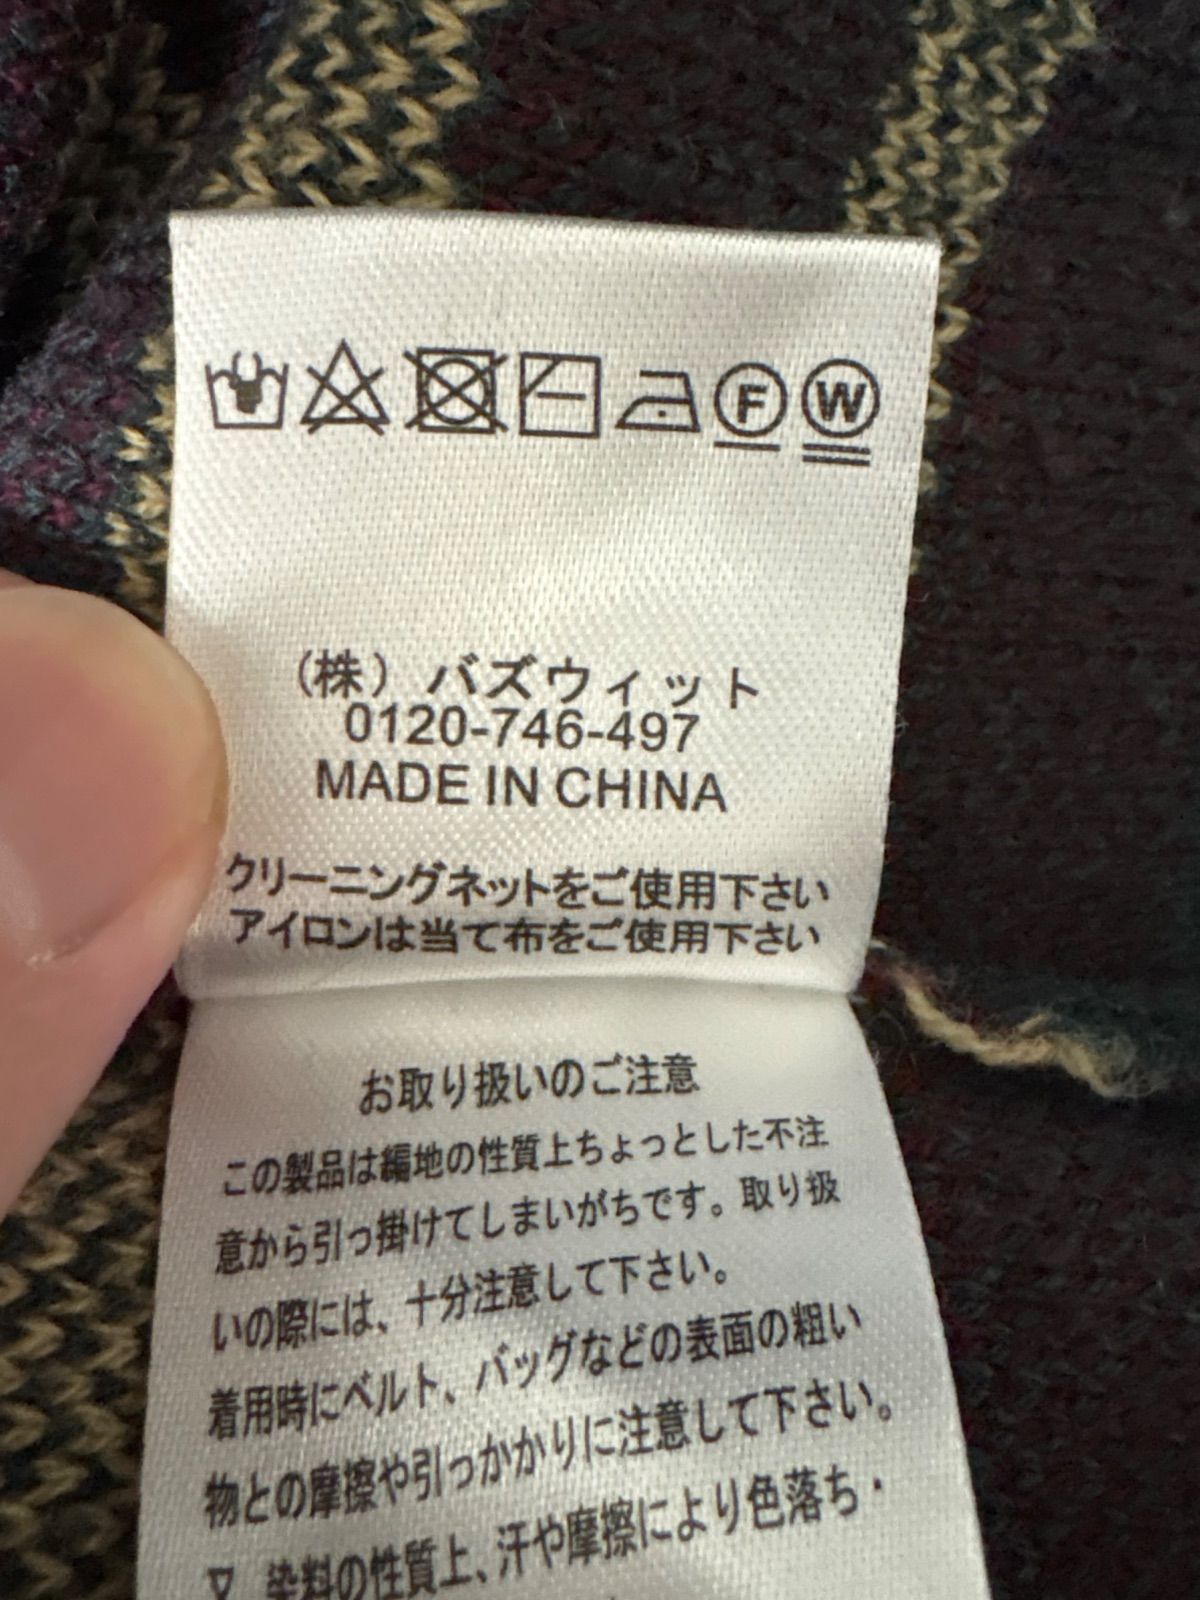 F W
(株) バズウィット
0120-746-497
MADE IN CHINA
クリーニングネットをご使用下さい
アイロンは当て布をご使用下さい
お取り扱いのご注意
この製品は編地の性質上ちょっとした不注
意から引っ掛けてしまいがちです。取り扱
いの際には、十分注意して下さい。
着用時にベルト、バッグなどの表面の粗い
物との摩擦や引っかかりに注意して下さい。
染料の性質上、汗や摩擦により色落ち・